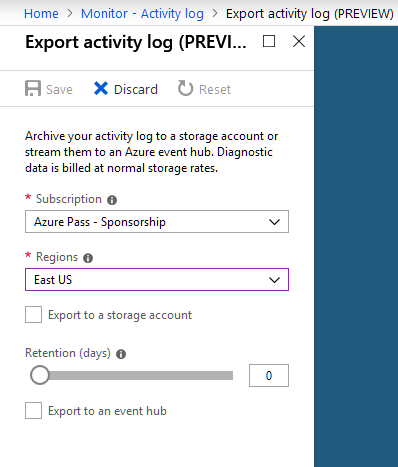 Home > Monitor - Activity log > Export activity log (PREVIEW)
Export activity log (PREVI...
Save Discard Reset
Archive your activity log to a storage account or
stream them to an Azure event hub. Diagnostic
data is billed at normal storage rates.
* Subscription
Azure Pass - Sponsorship
* Regions
East US
Export to a storage account
Retention (days)
0
Export to an event hub